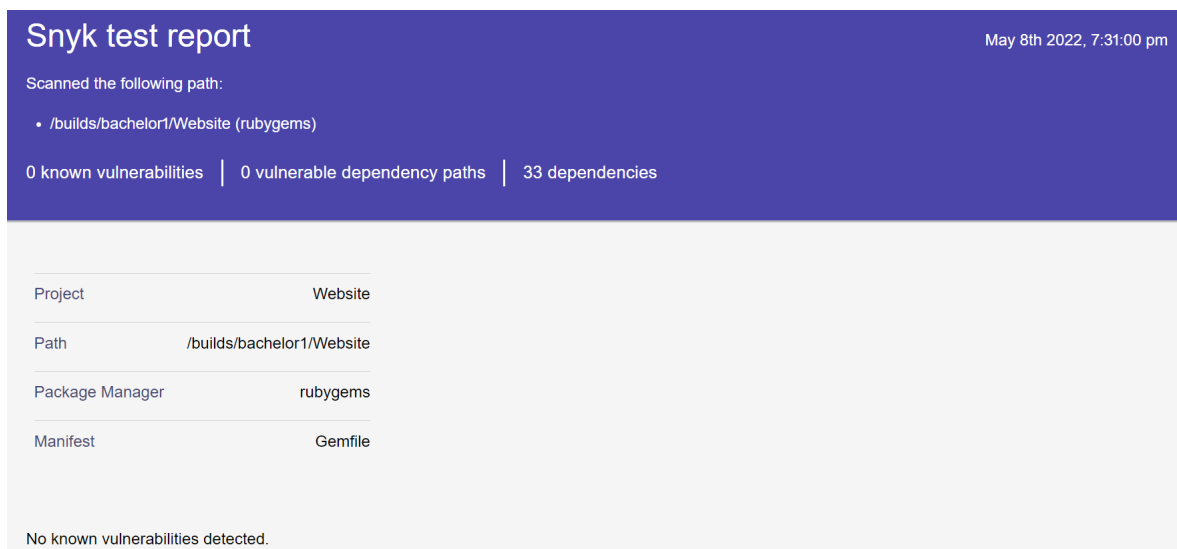 Snyk test report
May 8th 2022, 7:31:00 pm
Scanned the following path:
• /builds/bachelor1/Website (rubygems)
0 known vulnerabilities | 0 vulnerable dependency paths | 33 dependencies
Project Website
Path /builds/bachelor1/Website
Package Manager rubygems
Manifest Gemfile
No known vulnerabilities detected.